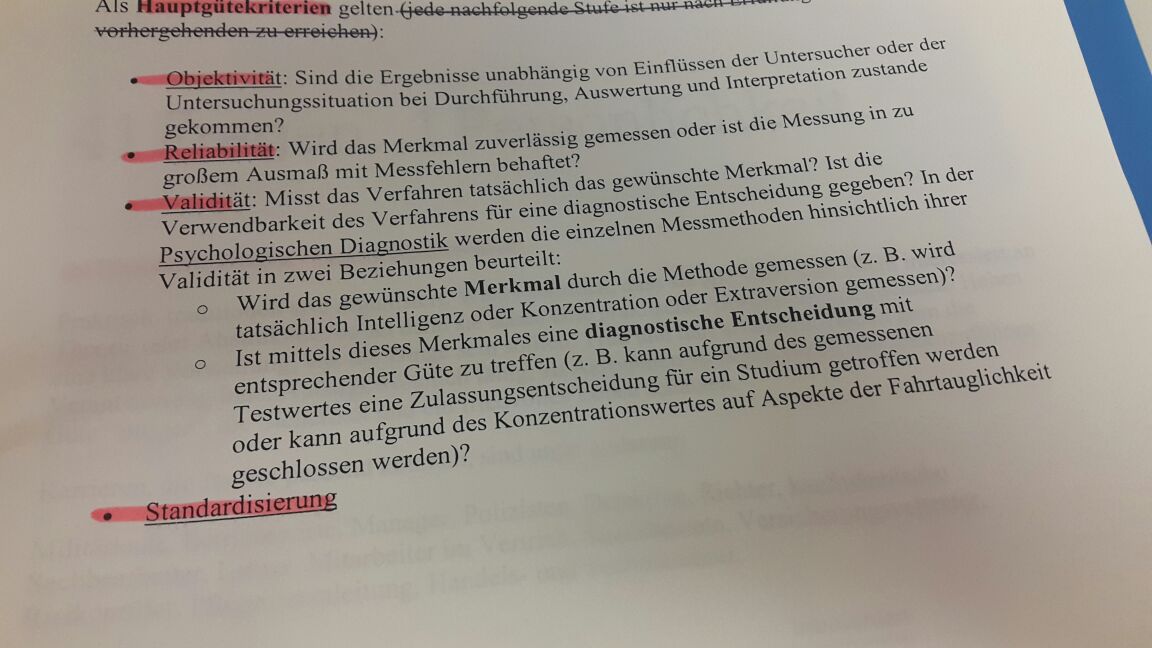 Als Hauptgütekriterien gelten (jede nachfolgende Stufe ist nur nach Erfüllung
vorhergehenden zu erreichen):
• Objektivität: Sind die Ergebnisse unabhängig von Einflüssen der Untersucher oder der
Untersuchungssituation bei Durchführung, Auswertung und Interpretation zustande
gekommen?
• Reliabilität: Wird das Merkmal zuverlässig gemessen oder ist die Messung in zu
großem Ausmaß mit Messfehlern behaftet?
• Validität: Misst das Verfahren tatsächlich das gewünschte Merkmal? Ist die
Verwendbarkeit des Verfahrens für eine diagnostische Entscheidung gegeben? In der
Psychologischen Diagnostik werden die einzelnen Messmethoden hinsichtlich ihrer
Validität in zwei Beziehungen beurteilt:
o Wird das gewünschte Merkmal durch die Methode gemessen (z. B. wird
tatsächlich Intelligenz oder Konzentration oder Extraversion gemessen)?
o Ist mittels dieses Merkmales eine diagnostische Entscheidung mit
entsprechender Güte zu treffen (z. B. kann aufgrund des gemessenen
Testwertes eine Zulassungsentscheidung für ein Studium getroffen werden
oder kann aufgrund des Konzentrationswertes auf Aspekte der Fahrtauglichkeit
geschlossen werden)?
• Standardisierung